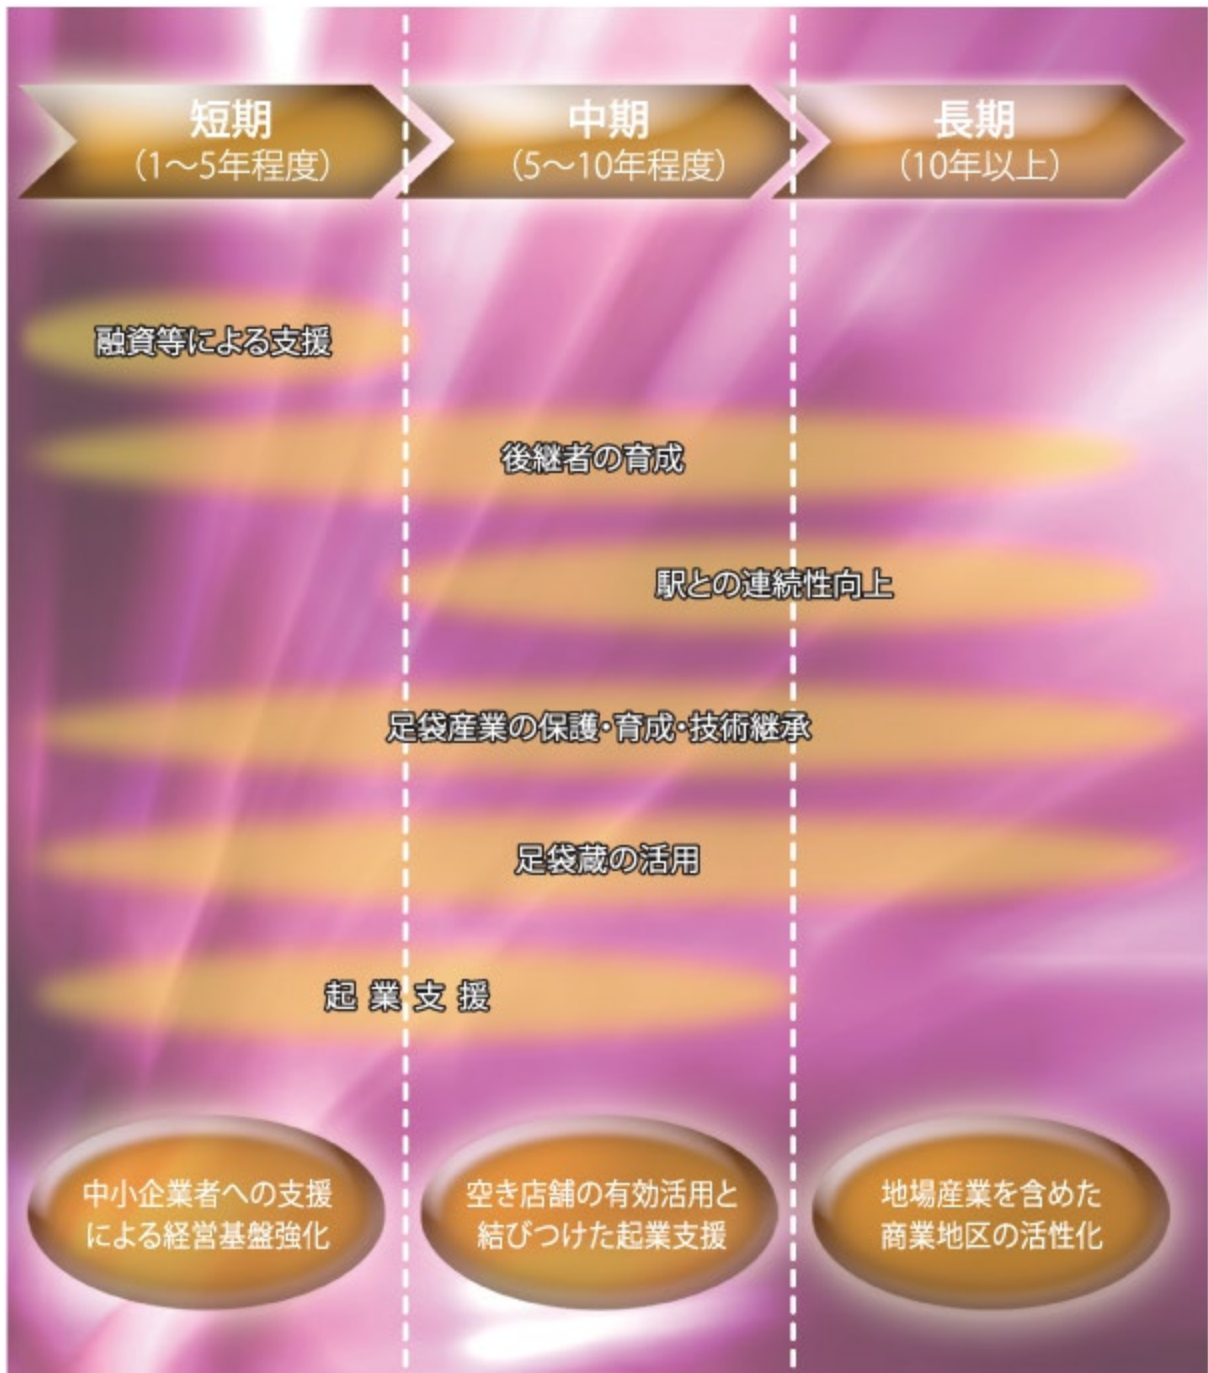 短期
（1～5年程度）
中期
（5～10年程度）
長期
（10年以上）
融資等による支援
後継者の育成
駅との連続性向上
足袋産業の保護・育成・技術継承
足袋蔵の活用
起業支援
中小企業者への支援
による経営基盤強化
空き店舗の有効活用と
結びつけた起業支援
地場産業を含めた
商業地区の活性化